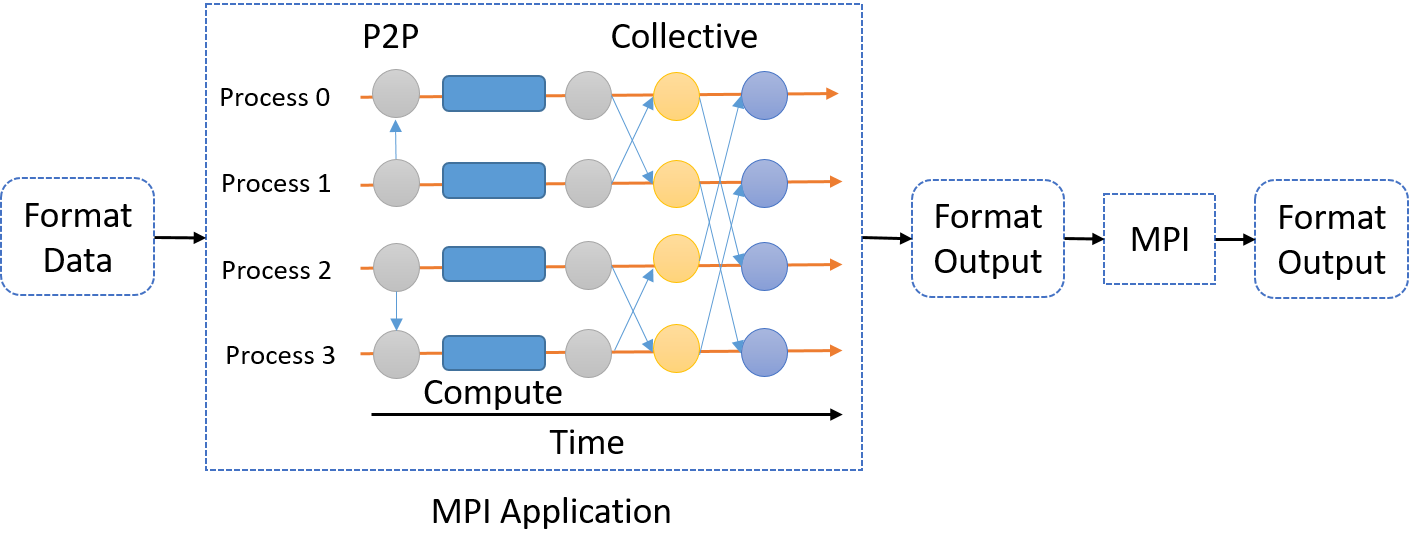 P2P
Collective
Process 0
Process 1
Process 2
Process 3
Compute
Time
MPI Application
Format
Data
Format
Output
MPI
Format
Output